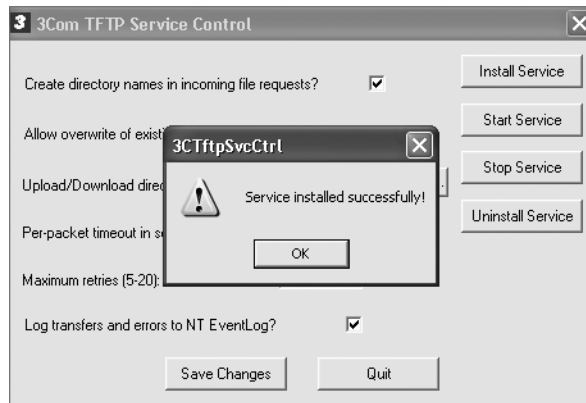 3 3Com TFTP Service Control
Create directory names in incoming file requests?
Install Service
Allow overwrite of
Start Service
3CTftpSvcCtrl
Service installed successfully!
OK
Upload/Download
Stop Service
Per-packet timeout in
Uninstall Service
Maximum retries (5-20):
Log transfers and errors to NT EventLog?
Save Changes
Quit